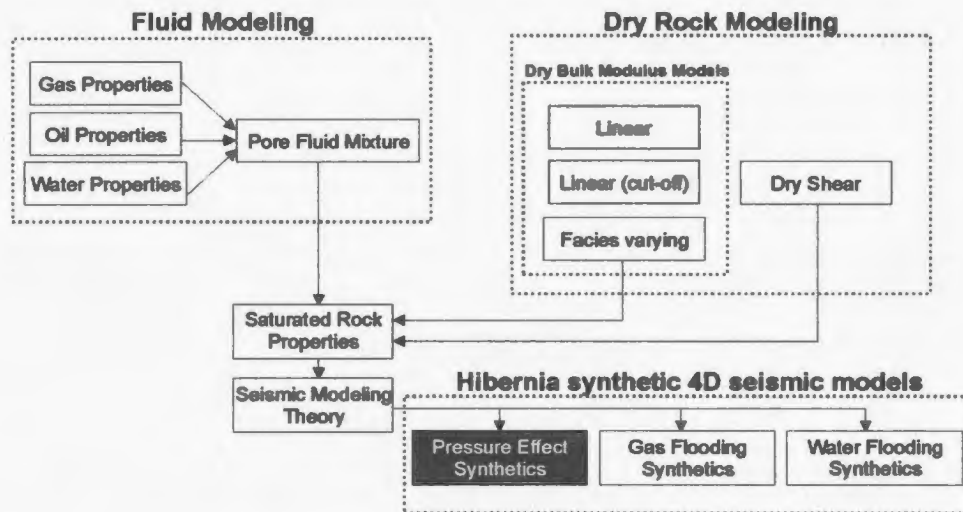 Fluid Modeling
Gas Properties
Oil Properties
Water Properties
Pore Fluid Mixture
Dry Rock Modeling
Dry Bulk Modulus Models
Linear
Linear (cut-off)
Facies varying
Dry Shear
Saturated Rock
Properties
Seismic Modeling
Theory
Hibernia synthetic 4D seismic models
Pressure Effect
Synthetics
Gas Flooding
Synthetics
Water Flooding
Synthetics